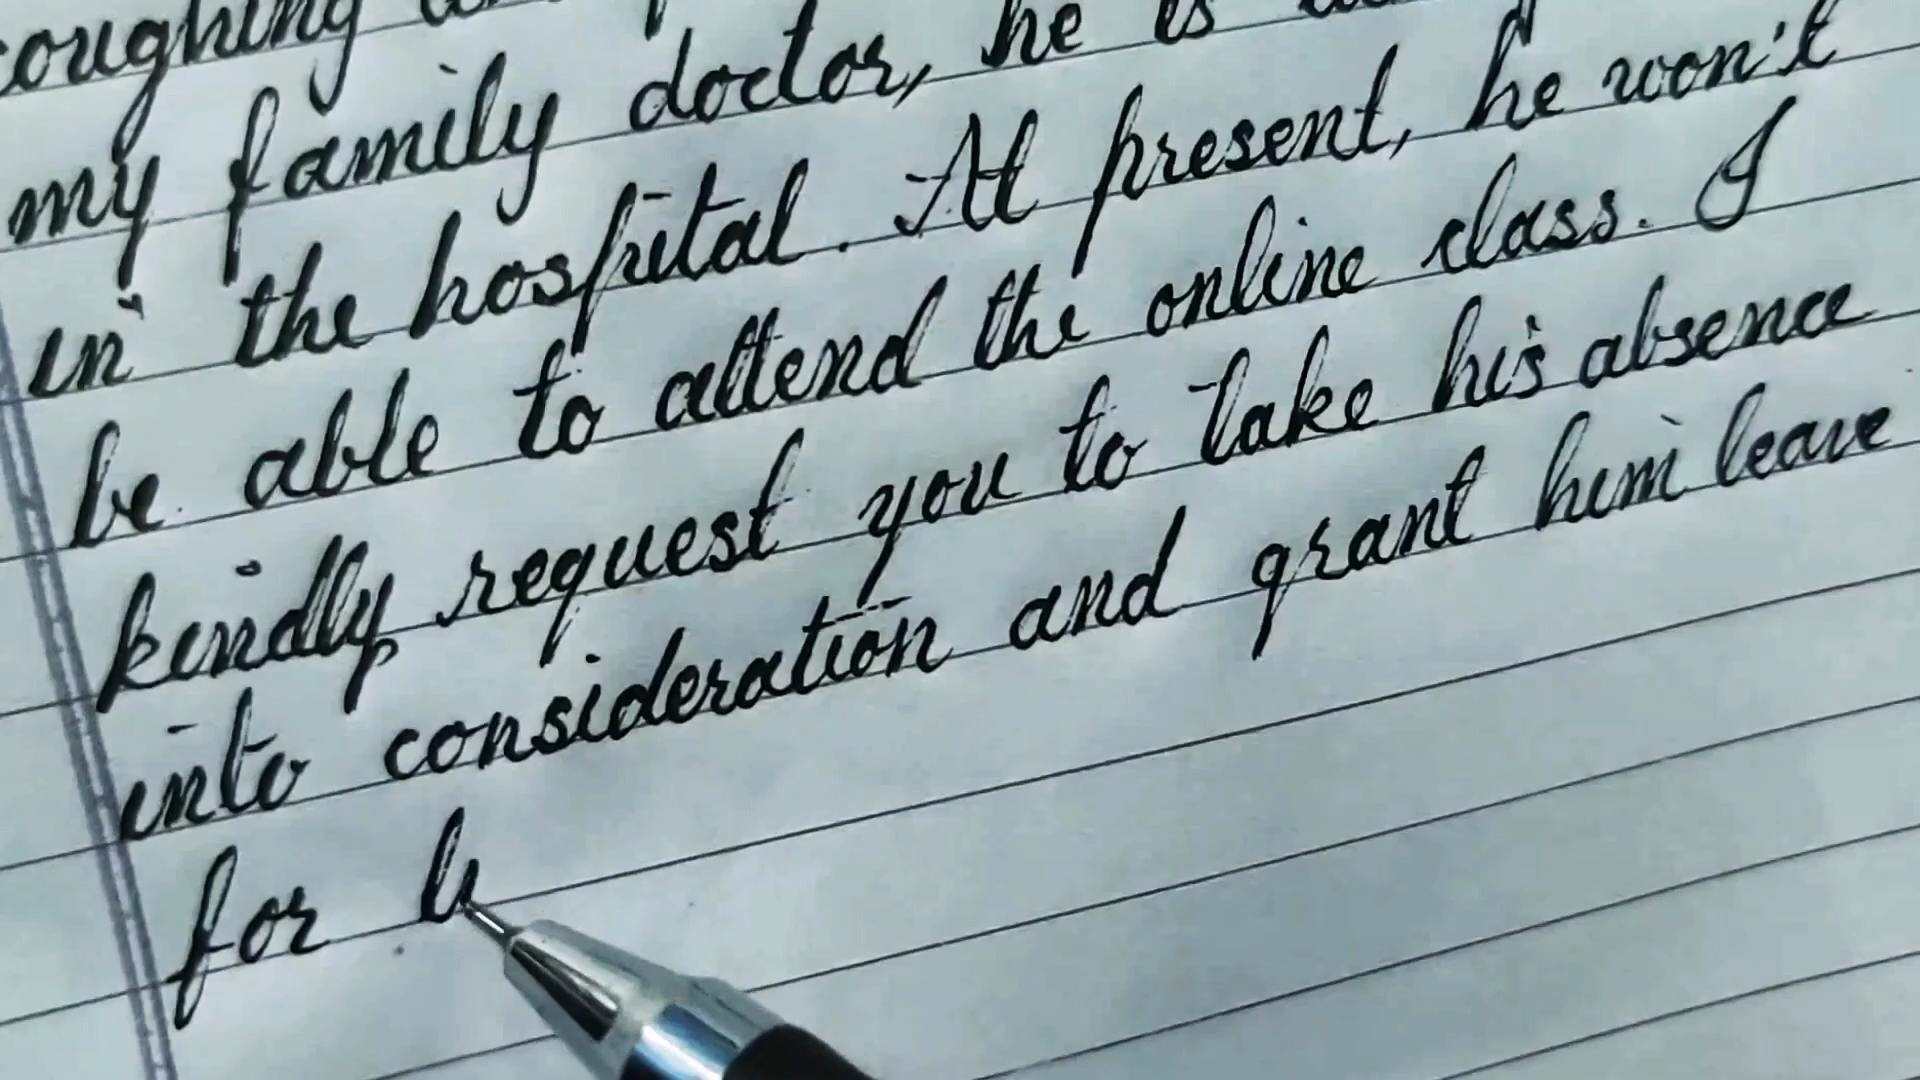 coughing
my family doctor, he is
in the hospital. At present, he won't
be able to attend the online class. I
kindly request you to take his absence
into consideration and grant him leave
for